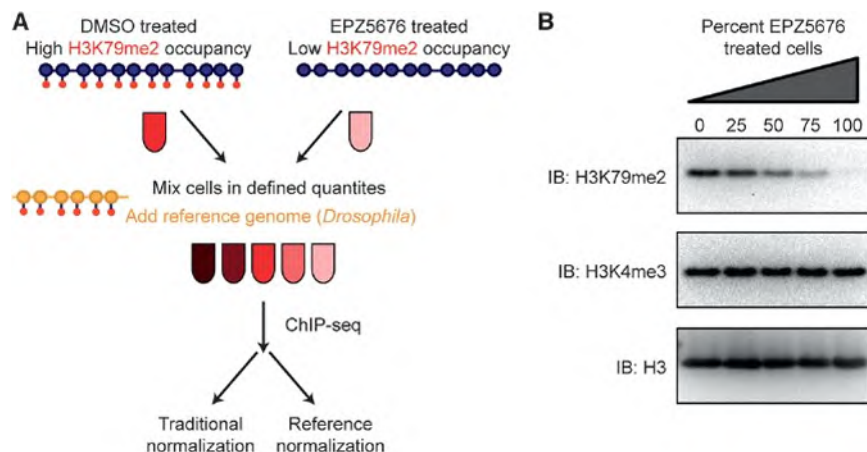 A
DMSO treated
High H3K79me2 occupancy
EPZ5676 treated
Low H3K79me2 occupancy
Mix cells in defined quantites
Add reference genome (Drosophila)
ChIP-seq
Traditional
normalization
Reference
normalization
B
Percent EPZ5676
treated cells
0 25 50 75 100
IB: H3K79me2
IB: H3K4me3
IB: H3